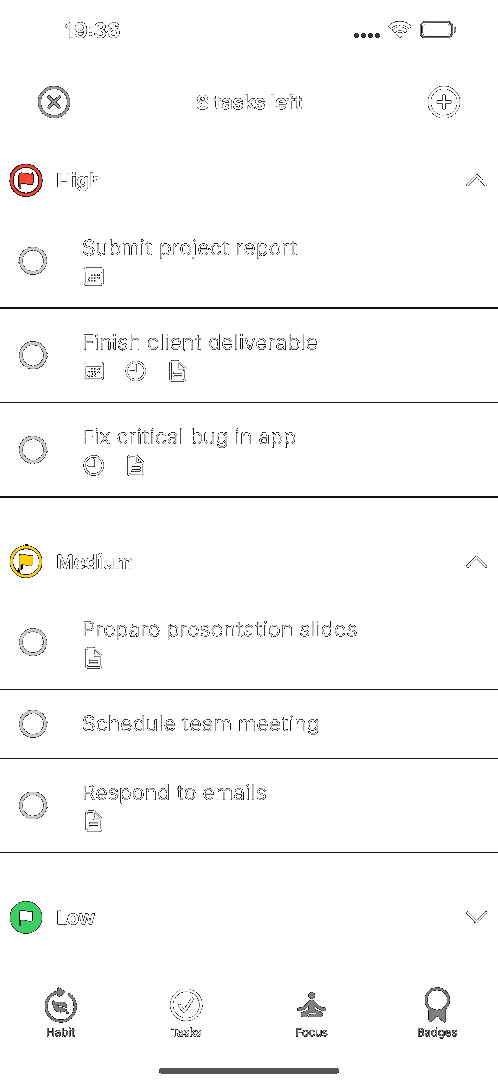 19:36
8 tasks left
High
Submit project report
Finish client deliverable
Fix critical bug in app
Medium
Prepare presentation slides
Schedule team meeting
Respond to emails
Low
Habit
Tasks
Focus
Badges